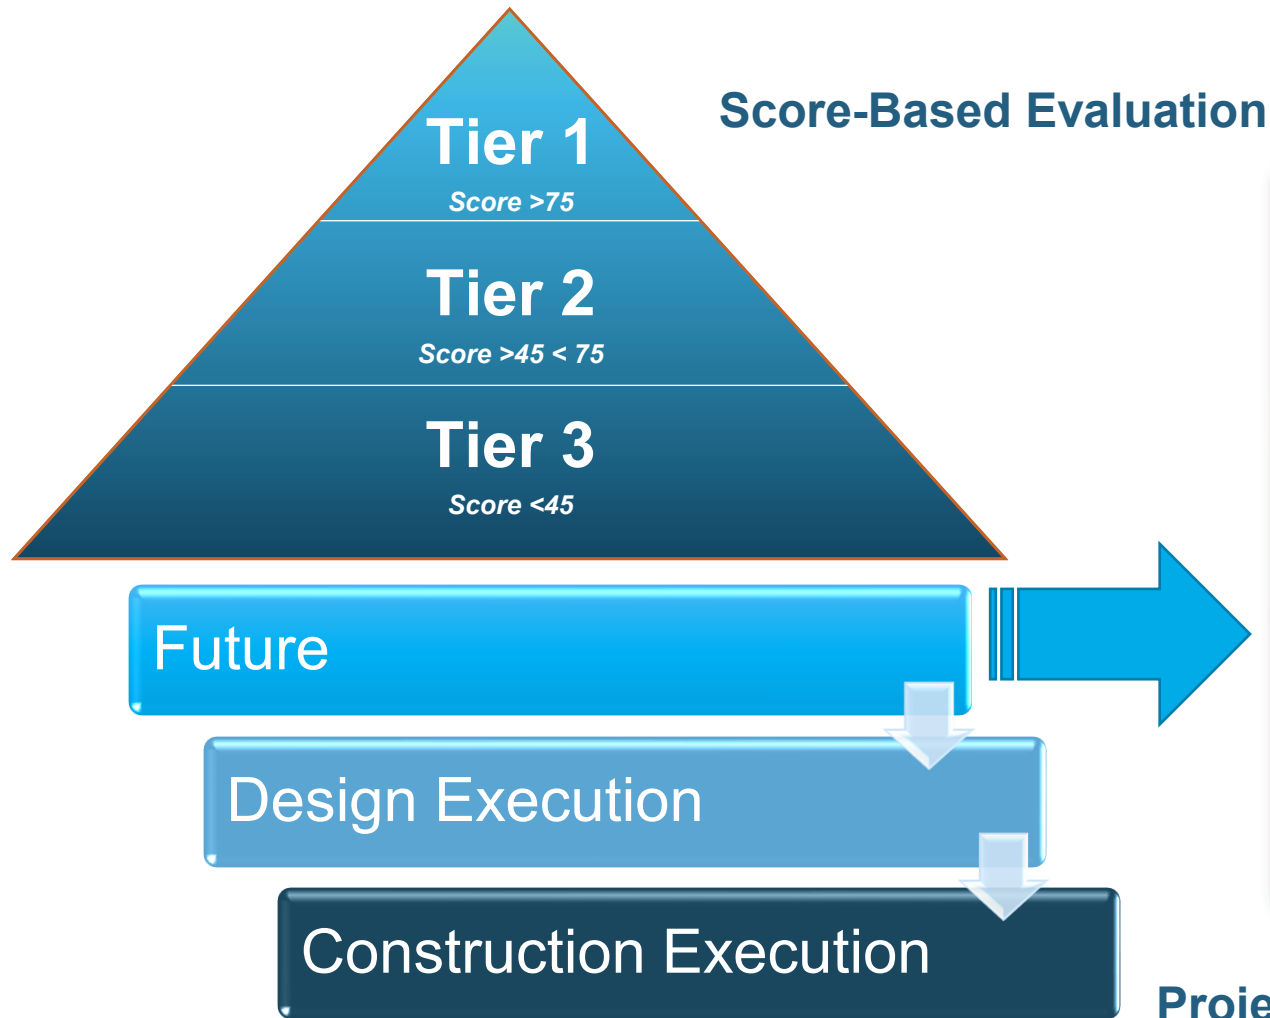 Score-Based Evaluation
Tier 1
Score >75
Tier 2
Score >45 < 75
Tier 3
Score <45
Future
Design Execution
Construction Execution